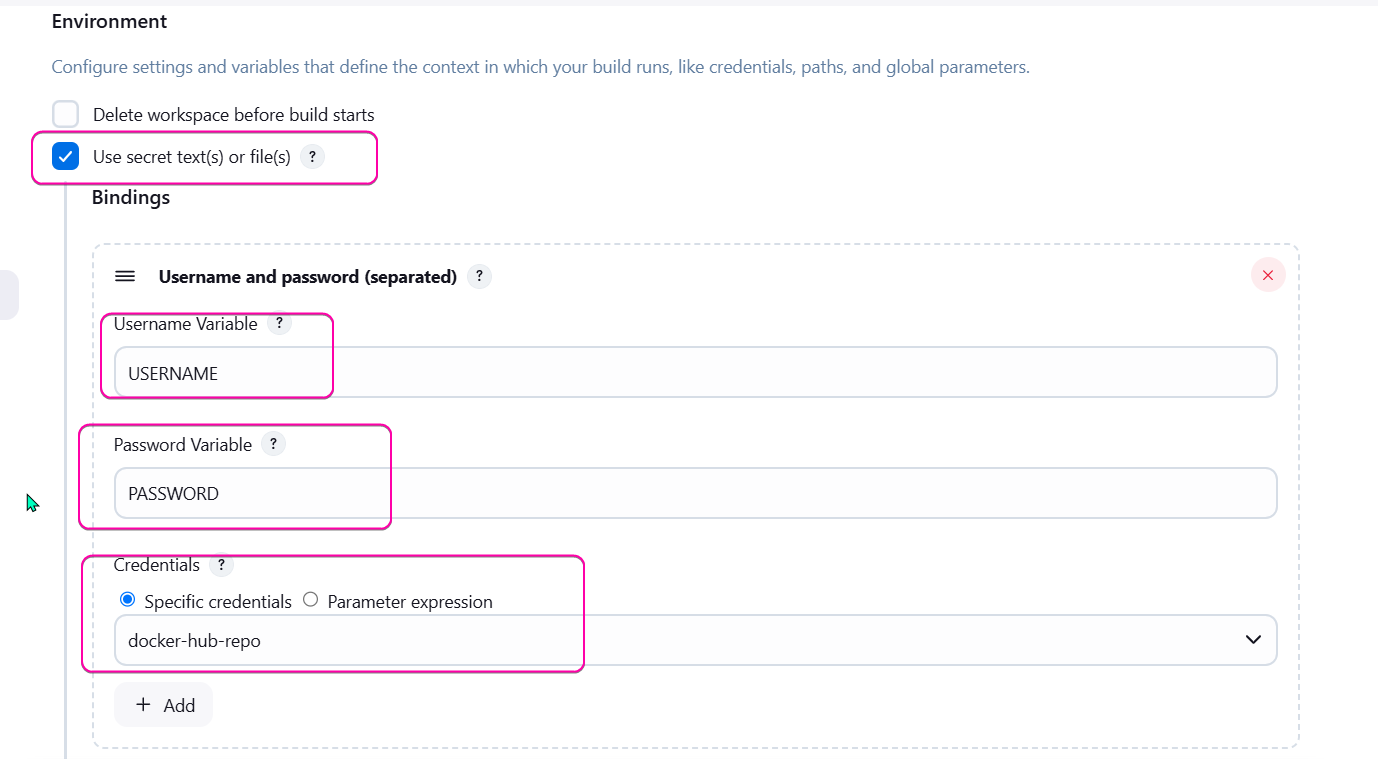 Environment
Configure settings and variables that define the context in which your build runs, like credentials, paths, and global parameters.
Delete workspace before build starts
Use secret text(s) or file(s) ?
Bindings
Username and password (separated) ?
Username Variable ?
USERNAME
Password Variable ?
PASSWORD
Credentials ?
Specific credentials Parameter expression
docker-hub-repo
+ Add